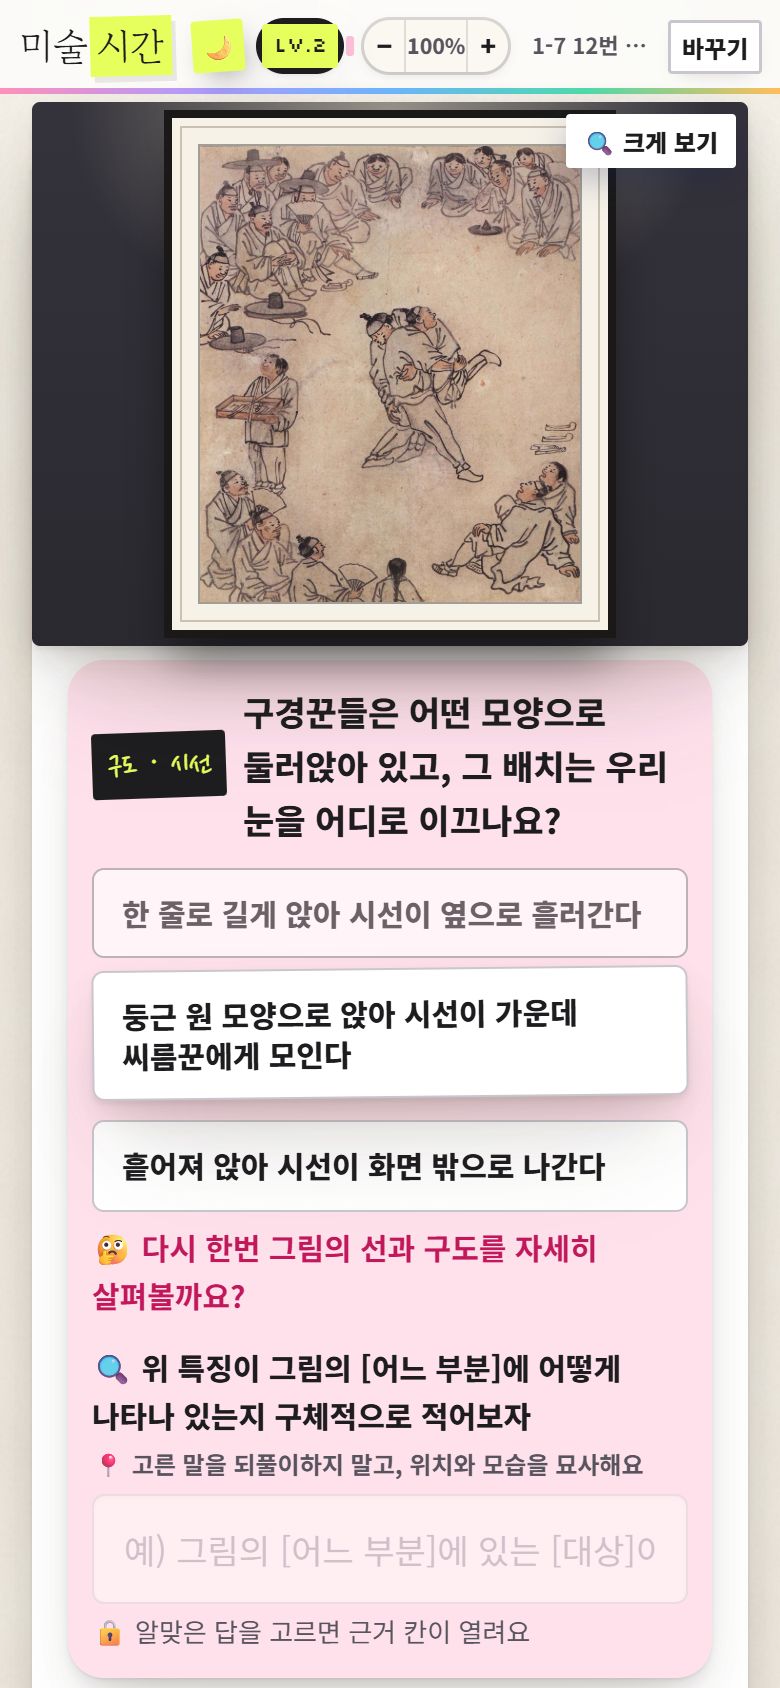 미술 시간 🌙 LV.2 − 100% + 1-7 12번 … 바꾸기
🔍 크게 보기
구도 · 시선
구경꾼들은 어떤 모양으로
둘러앉아 있고, 그 배치는 우리
눈을 어디로 이끄나요?
한 줄로 길게 앉아 시선이 옆으로 흘러간다
둥근 원 모양으로 앉아 시선이 가운데
씨름꾼에게 모인다
흩어져 앉아 시선이 화면 밖으로 나간다
🤔 다시 한번 그림의 선과 구도를 자세히
살펴볼까요?
🔍 위 특징이 그림의 [어느 부분]에 어떻게
나타나 있는지 구체적으로 적어보자
📍 고른 말을 되풀이하지 말고, 위치와 모습을 묘사해요
예) 그림의 [어느 부분]에 있는 [대상]이
🔒 알맞은 답을 고르면 근거 칸이 열려요